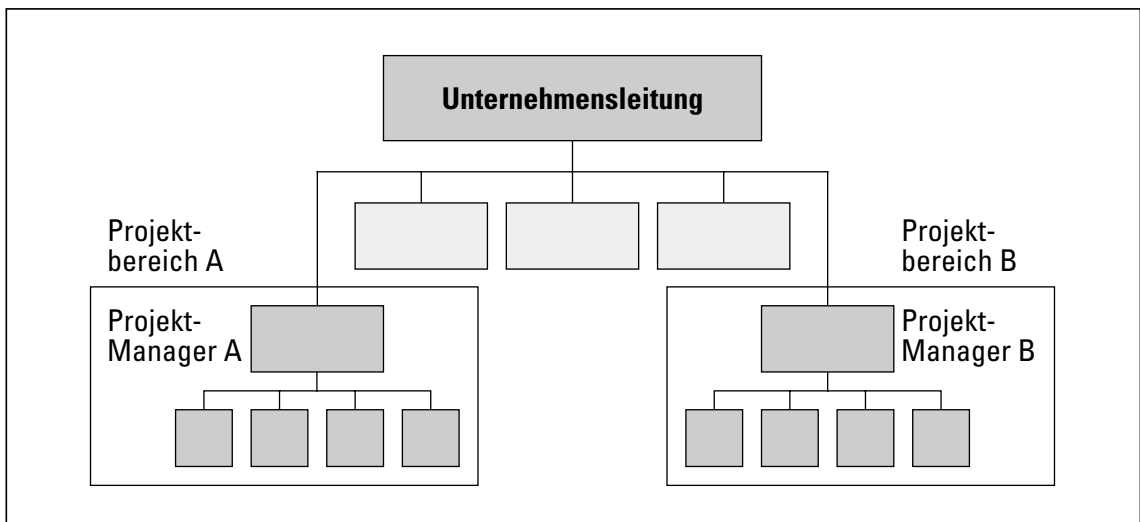 Unternehmensleitung
Projekt-
bereich A
Projekt-
bereich B
Projekt-
Manager A
Projekt-
Manager B